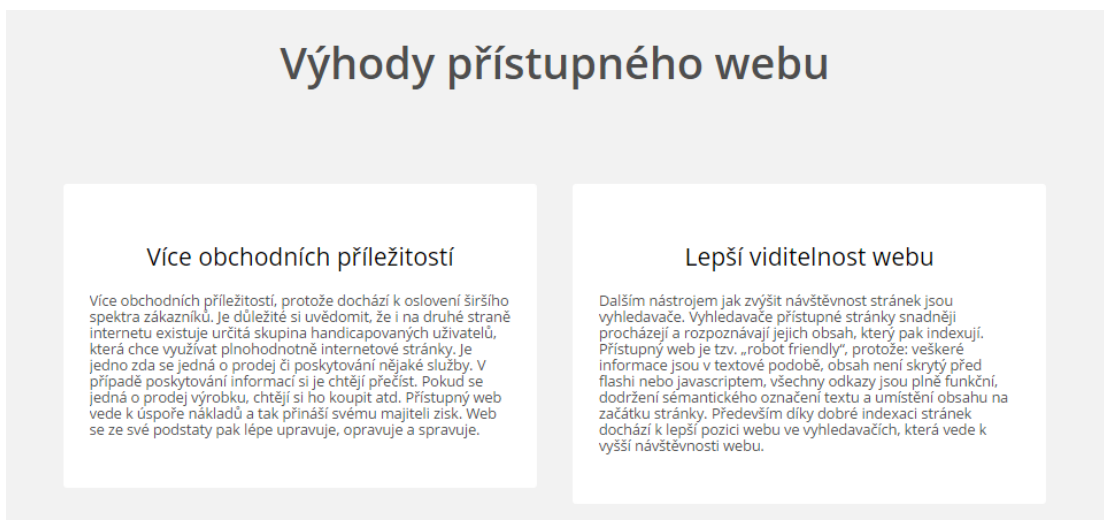 Výhody přístupného webu
Více obchodních příležitostí
Více obchodních příležitostí, protože dochází k oslovení širšího
spektra zákazníků. Je důležité si uvědomit, že i na druhé straně
internetu existuje určitá skupina handicapovaných uživatelů,
která chce využívat plnohodnotně internetové stránky. Je
jedno zda se jedná o prodej či poskytování nějaké služby. V
případě poskytování informací si je chtějí přečíst. Pokud se
jedná o prodej výrobku, chtějí si ho koupit atd. Přístupný web
vede k úspoře nákladů a tak přináší svému majiteli zisk. Web
se ze své podstaty pak lépe upravuje, opravuje a spravuje.
Lepší viditelnost webu
Dalším nástrojem jak zvýšit návštěvnost stránek jsou
vyhledavače. Vyhledavače přístupné stránky snadněji
procházejí a rozpoznávají jejich obsah, který pak indexují.
Přístupný web je tzv. „robot friendly“, protože: veškeré
informace jsou v textové podobě, obsah není skrytý před
flashi nebo javascriptem, všechny odkazy jsou plně funkční,
dodržení sémantického označení textu a umístění obsahu na
začátku stránky. Především díky dobré indexaci stránek
dochází k lepší pozici webu ve vyhledavačích, která vede k
vyšší návštěvnosti webu.